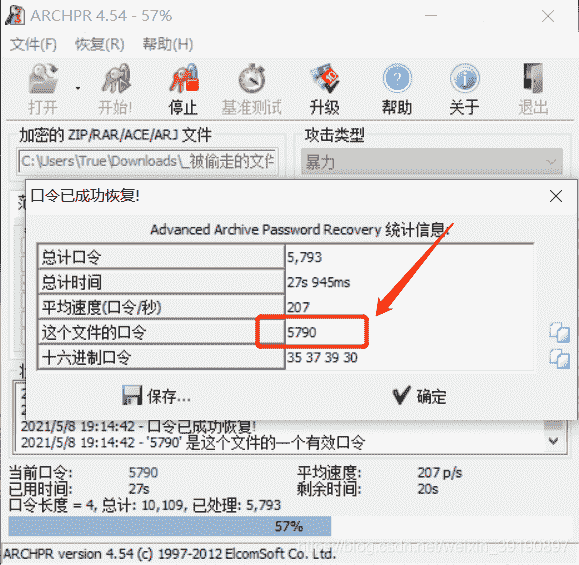 ARCHPR 4.54 - 57%
文件(F) 恢复(R) 帮助(H)
打开 开始! 停止 基准测试 升级 帮助 关于 退出
加密的 ZIP/RAR/ACE/ARJ 文件 攻击类型
C:\Users\True\Downloads\_被偷走的文件 暴力
口令已成功恢复!
Advanced Archive Password Recovery 统计信息:
总计口令 5,793
总计时间 27s 945ms
平均速度(口令/秒) 207
这个文件的口令 5790
十六进制口令 35 37 39 30
保存... 确定
2021/5/8 19:14:42 - 口令已成功恢复!
2021/5/8 19:14:42 - '5790' 是这个文件的一个有效口令
当前口令: 5790 平均速度: 207 p/s
已用时间: 27s 剩余时间: 20s
口令长度 = 4, 总计: 10,109, 已处理: 5,793
57%
https://blog.csdn.net/weixin_39190897
ARCHPR version 4.54 (c) 1997-2012 ElcomSoft Co. Ltd.